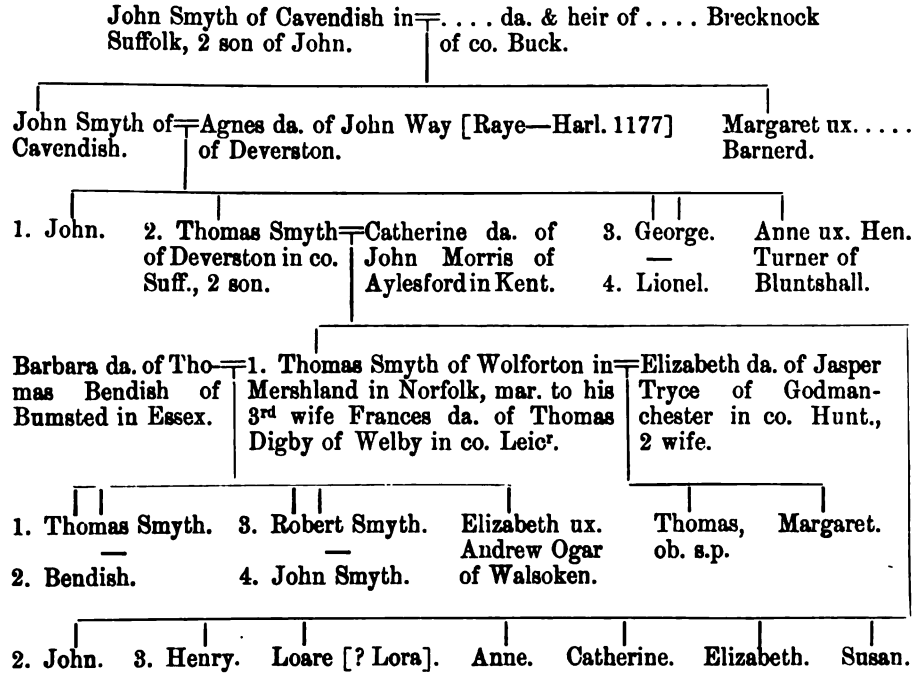 John Smyth of Cavendish in = . . . . da. & heir of . . . . Brecknock
Suffolk, 2 son of John. of co. Buck.
John Smyth of = Agnes da. of John Way [Raye—Harl. 1177] Margaret ux. . . . .
Cavendish. of Deverston. Barnerd.
1. John. 2. Thomas Smyth = Catherine da. of 3. George. Anne ux. Hen.
of Deverston in co. John Morris of — Turner of
Suff., 2 son. Aylesford in Kent. 4. Lionel. Bluntshall.
Barbara da. of Tho- = 1. Thomas Smyth of Wolforton in = Elizabeth da. of Jasper
mas Bendish of Mershland in Norfolk, mar. to his Tryce of Godman-
Bumsted in Essex. 3rd wife Frances da. of Thomas chester in co. Hunt.,
Digby of Welby in co. Leicr. 2 wife.
1. Thomas Smyth. 3. Robert Smyth. Elizabeth ux. Thomas, Margaret.
— — Andrew Ogar ob. s.p.
2. Bendish. 4. John Smyth. of Walsoken.
2. John. 3. Henry. Loare [? Lora]. Anne. Catherine. Elizabeth. Susan.